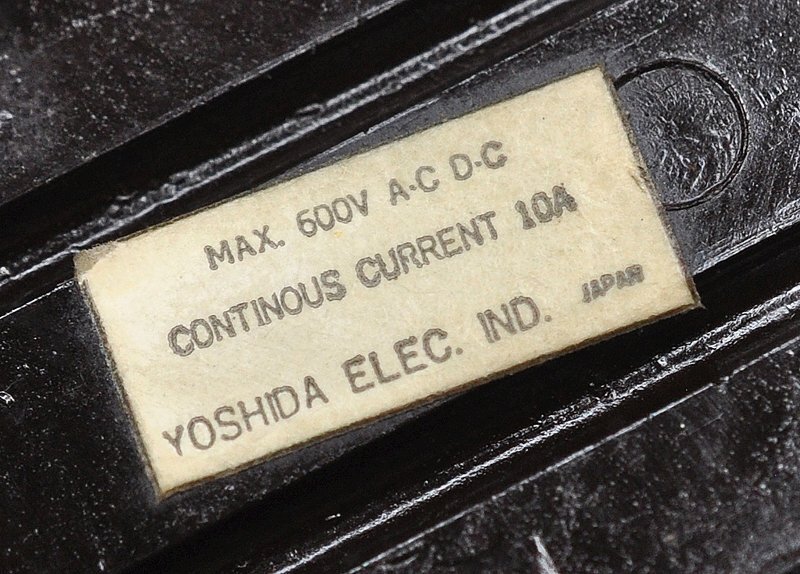 MAX. 600V A-C D-C
CONTINOUS CURRENT 10A
YOSHIDA ELEC. IND. JAPAN